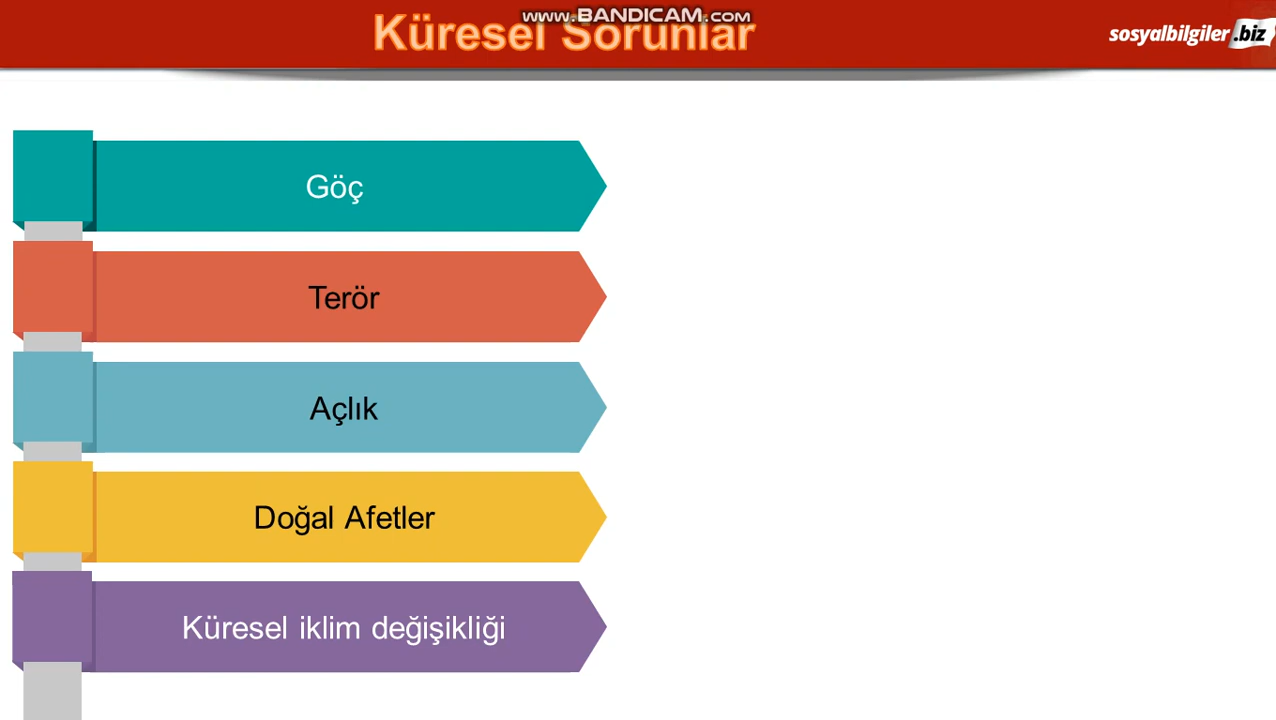 www.BANDICAM.com
Küresel Sorunlar
sosyalbilgiler.biz
Göç
Terör
Açlık
Doğal Afetler
Küresel iklim değişikliği